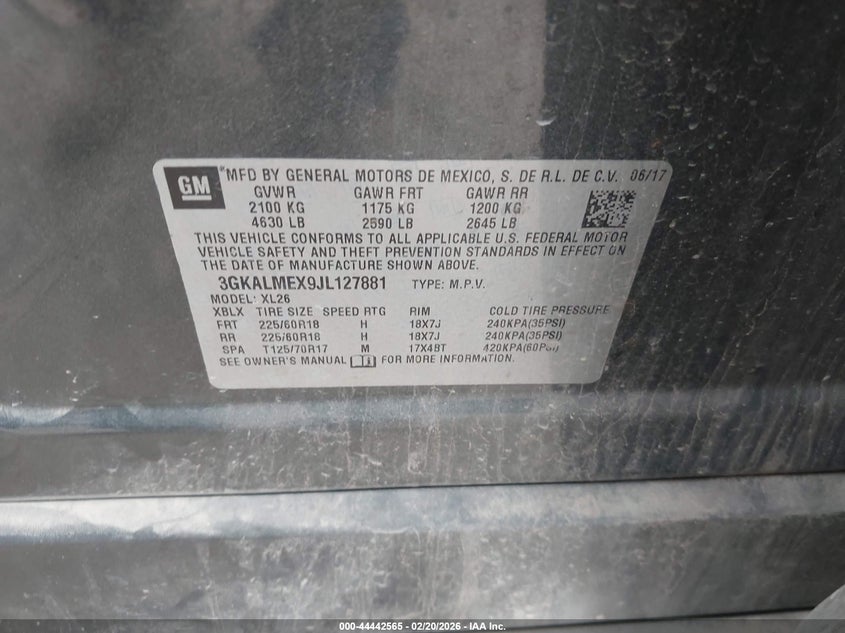 GM
*MFD BY GENERAL MOTORS DE MEXICO, S. DE R.L. DE C.V. 06/17
GVWR GAWR FRT GAWR RR
2100 KG 1175 KG 1200 KG
4630 LB 2590 LB 2645 LB
THIS VEHICLE CONFORMS TO ALL APPLICABLE U.S. FEDERAL MOTOR
VEHICLE SAFETY AND THEFT PREVENTION STANDARDS IN EFFECT ON
THE DATE OF MANUFACTURE SHOWN ABOVE.
3GKALMEX9JL127881 TYPE: M.P.V.
MODEL: XL26
XBLX TIRE SIZE SPEED RTG RIM COLD TIRE PRESSURE
FRT 225/60R18 H 18X7J 240KPA(35PSI)
RR 225/60R18 H 18X7J 240KPA(35PSI)
SPA T125/70R17 M 17X4BT 420KPA(60PSI)
SEE OWNER'S MANUAL FOR MORE INFORMATION.
000-44442565 - 02/20/2026 - IAA Inc.